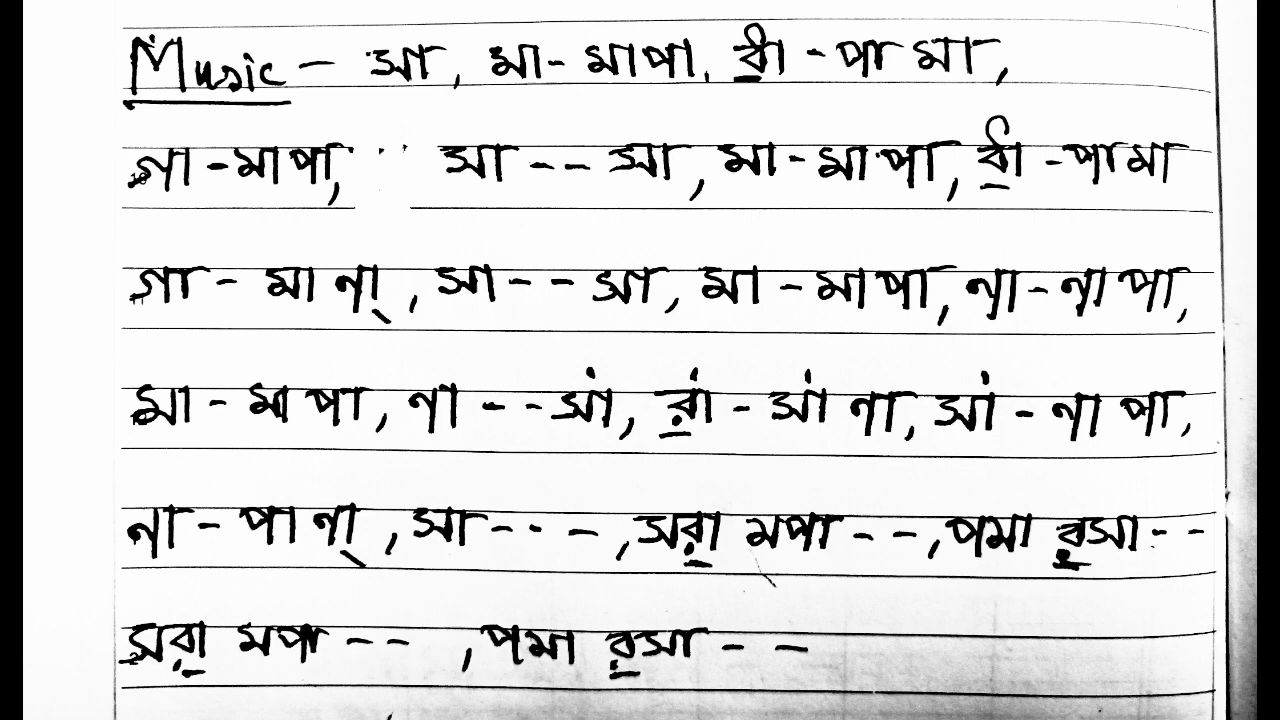 Music - সা, মা- মাপা, র্ধা - পা মা,
গা - মা পা, সা - - সা, মা - মা পা, র্ধা - পা মা
গা - মা ণা্, সা - - সা, মা - মা পা, ণা - ণা পা,
মা - মা পা, ণা - - র্সা, র্রা - র্সা ণা, র্সা - ণা পা,
ণা - পা ণা্, সা - - -, সরা মপা - -, পমা রসা - -
সরা মপা - -, পমা রসা - -